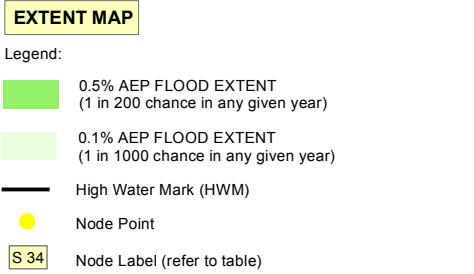 EXTENT MAP
Legend:
0.5% AEP FLOOD EXTENT
(1 in 200 chance in any given year)
0.1% AEP FLOOD EXTENT
(1 in 1000 chance in any given year)
High Water Mark (HWM)
Node Point
S 34 Node Label (refer to table)